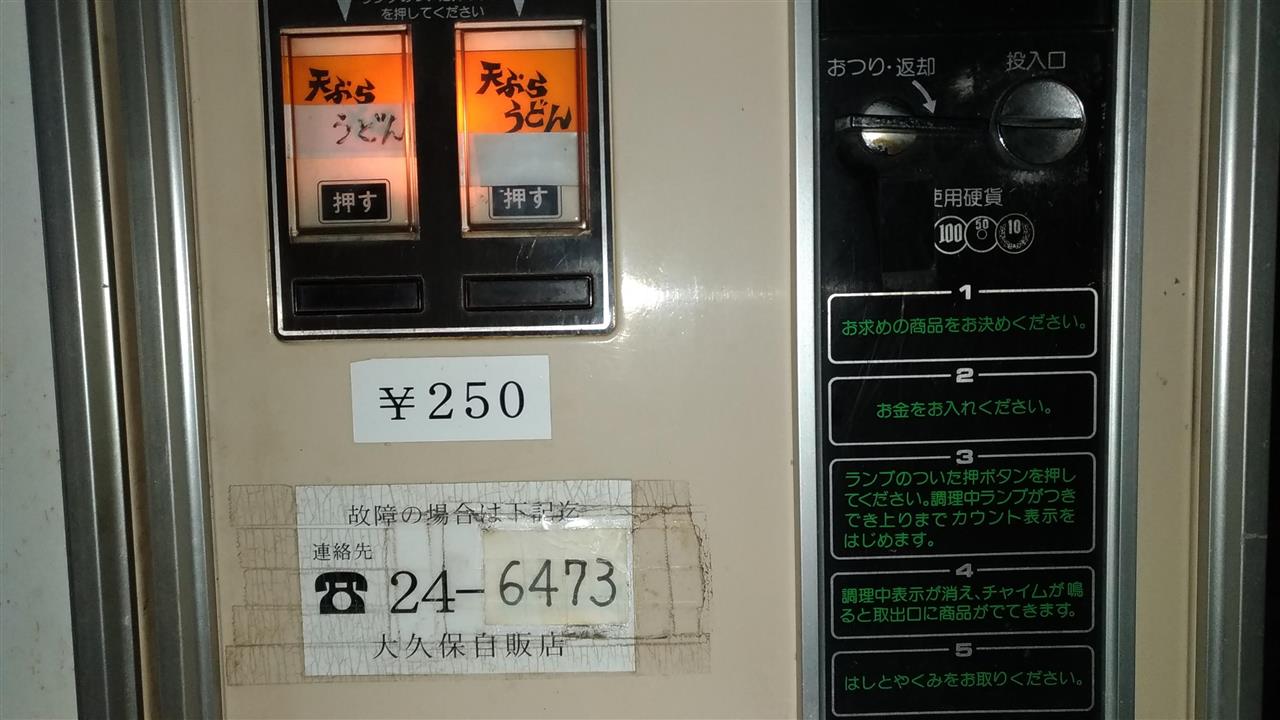 を押してください
天ぷら
うどん
押す
天ぷら
うどん
押す
¥250
故障の場合は下記迄
連絡先
☎ 24-6473
大久保自販店
おつり・返却
投入口
使用硬貨
100 50 10
1
お求めの商品をお決めください。
2
お金をお入れください。
3
ランプのついた押ボタンを押し
てください。調理中ランプがつき
でき上りまでカウント表示を
はじめます。
4
調理中表示が消え、チャイムが鳴
ると取出口に商品がでてきます。
5
はしとやくみをお取りください。